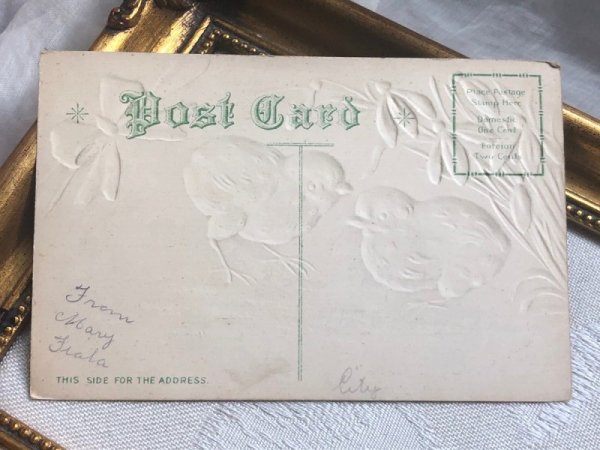 Post Card
Place Postage
Stamp Here
Domestic
One Cent
Foreign
Two Cents
From
Mary
Fiala
THIS SIDE FOR THE ADDRESS.
City